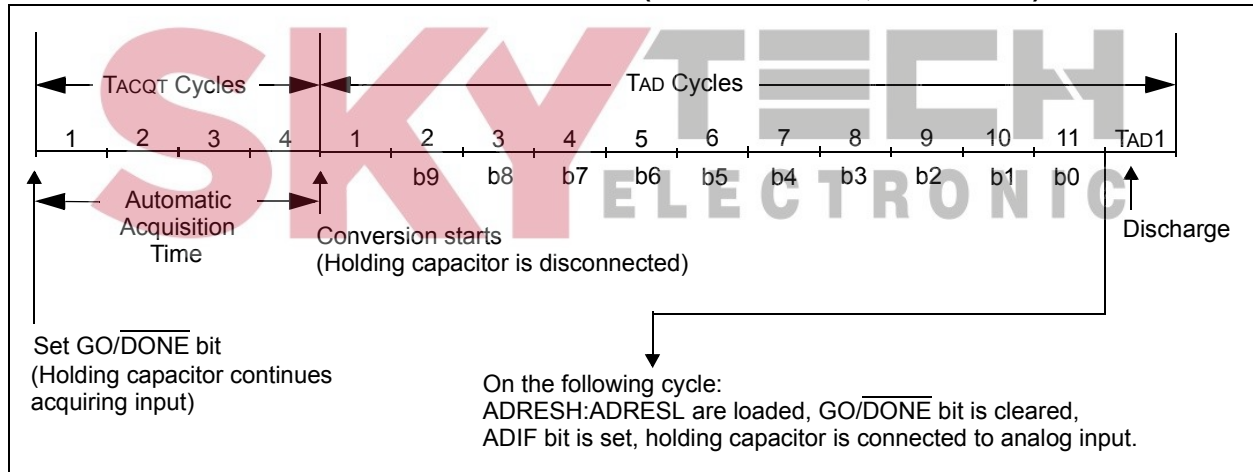 TACQT Cycles
TAD Cycles
1 2 3 4 1 2 3 4 5 6 7 8 9 10 11 TAD1
b9 b8 b7 b6 b5 b4 b3 b2 b1 b0
Automatic
Acquisition
Time
Conversion starts
(Holding capacitor is disconnected)
Discharge
Set GO/DONE bit
(Holding capacitor continues
acquiring input)
On the following cycle:
ADRESH:ADRESL are loaded, GO/DONE bit is cleared,
ADIF bit is set, holding capacitor is connected to analog input.
SKYTECH
ELECTRONIC